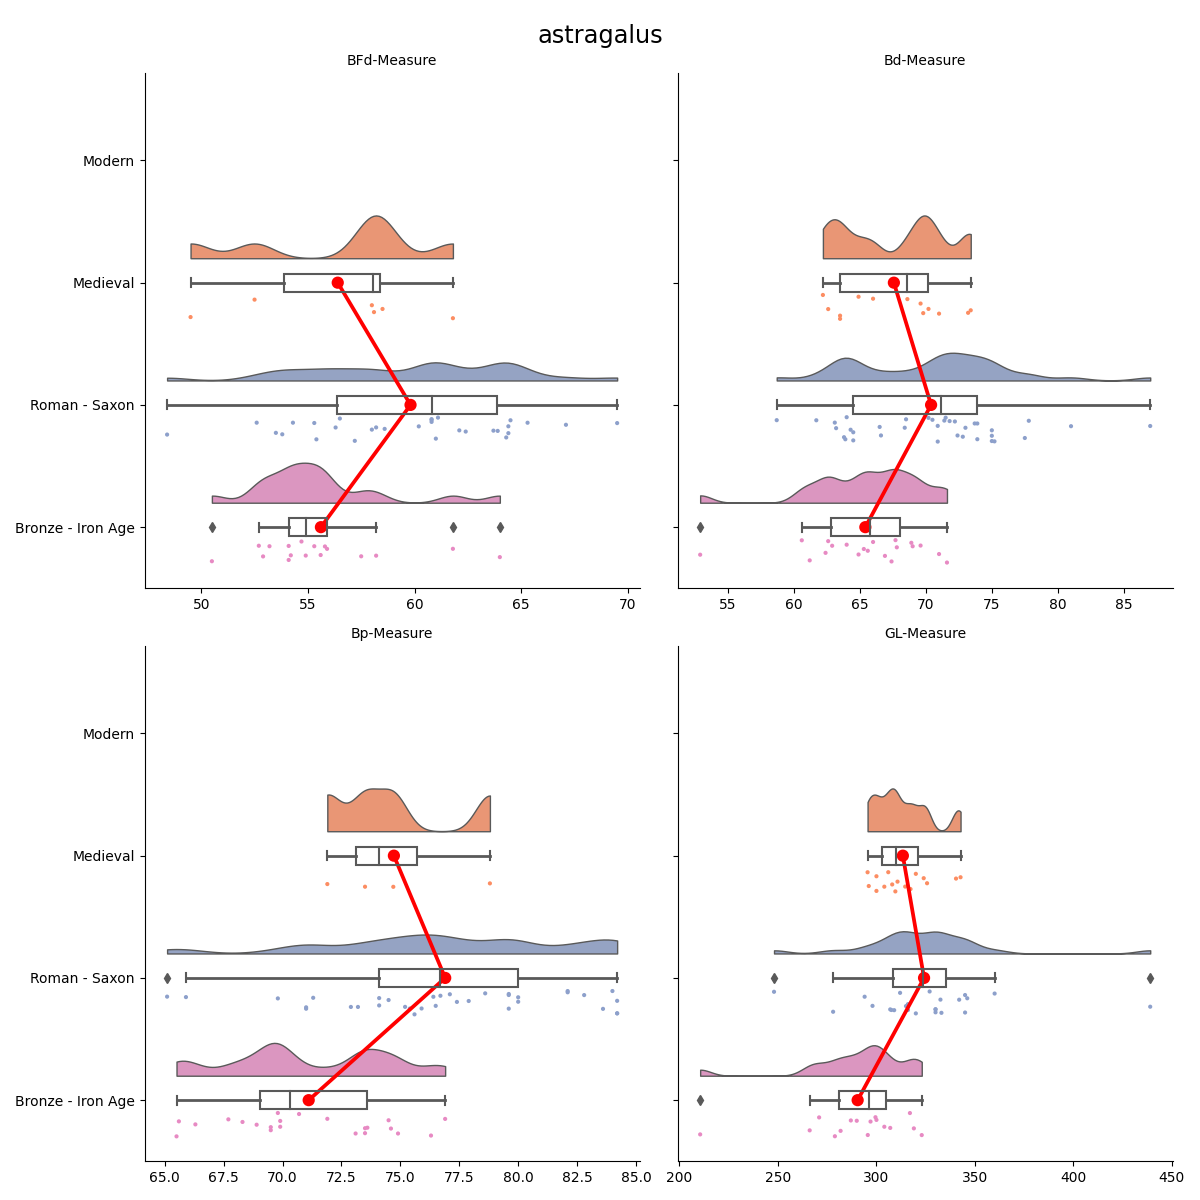 astragalus
BFd-Measure
Bd-Measure
Modern
Medieval
Roman - Saxon
Bronze - Iron Age
50 55 60 65 70
55 60 65 70 75 80 85
Bp-Measure
GL-Measure
Modern
Medieval
Roman - Saxon
Bronze - Iron Age
65.0 67.5 70.0 72.5 75.0 77.5 80.0 82.5 85.0
200 250 300 350 400 450